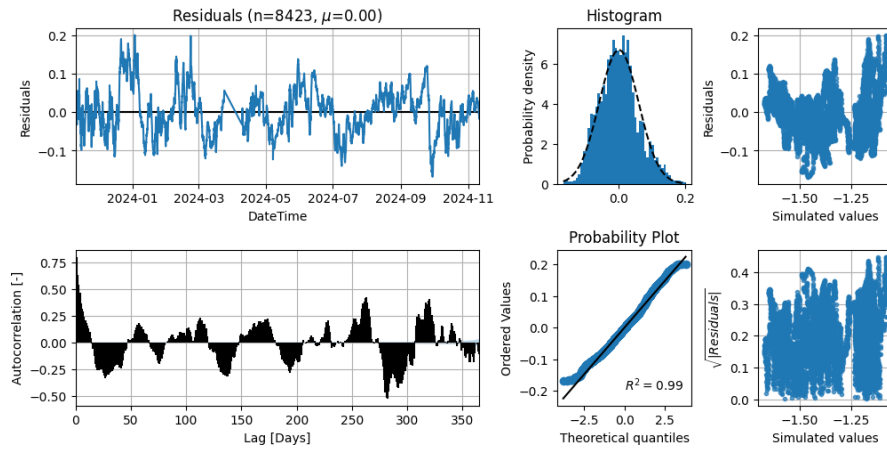 Residuals (n=8423, μ=0.00)
Residuals
0.2
0.1
0.0
−0.1
2024-01 2024-03 2024-05 2024-07 2024-09 2024-11
DateTime
Histogram
Probability density
6
4
2
0
0.0 0.2
Residuals
0.2
0.1
0.0
−0.1
−1.50 −1.25
Simulated values
Autocorrelation [-]
0.75
0.50
0.25
0.00
−0.25
−0.50
0 50 100 150 200 250 300 350
Lag [Days]
Probability Plot
Ordered Values
0.2
0.1
0.0
−0.1
−0.2
R² = 0.99
−2.5 0.0 2.5
Theoretical quantiles
√|Residuals|
0.4
0.3
0.2
0.1
0.0
−1.50 −1.25
Simulated values